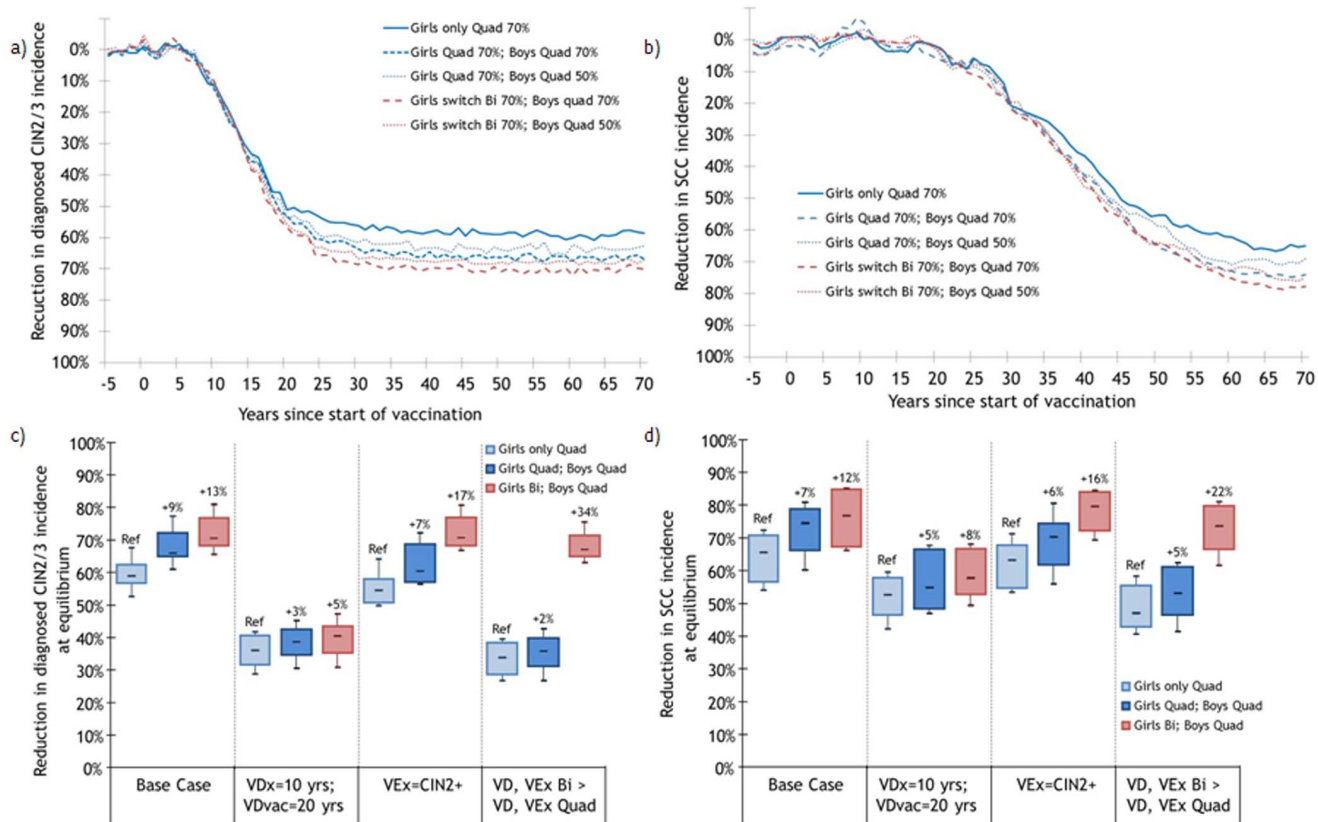 a)
Recuction in diagnosed CIN2/3 incidence
0%
10%
20%
30%
40%
50%
60%
70%
80%
90%
100%
Girls only Quad 70%
Girls Quad 70%; Boys Quad 70%
Girls Quad 70%; Boys Quad 50%
Girls switch Bi 70%; Boys quad 70%
Girls switch Bi 70%; Boys Quad 50%
-5 0 5 10 15 20 25 30 35 40 45 50 55 60 65 70
Years since start of vaccination
b)
Reduction in SCC incidence
0%
10%
20%
30%
40%
50%
60%
70%
80%
90%
100%
Girls only Quad 70%
Girls Quad 70%; Boys Quad 70%
Girls Quad 70%; Boys Quad 50%
Girls switch Bi 70%; Boys Quad 70%
Girls switch Bi 70%; Boys Quad 50%
-5 0 5 10 15 20 25 30 35 40 45 50 55 60 65 70
Years since start of vaccination
c)
Reduction in diagnosed CIN2/3 incidence
at equilibrium
100%
90%
80%
70%
60%
50%
40%
30%
20%
10%
0%
Girls only Quad
Girls Quad; Boys Quad
Girls Bi; Boys Quad
Ref +9% +13%
Ref +3% +5%
Ref +7% +17%
Ref +2% +34%
Base Case
VDx=10 yrs;
VDvac=20 yrs
VEx=CIN2+
VD, VEx Bi >
VD, VEx Quad
d)
Reduction in SCC incidence
at equilibrium
100%
90%
80%
70%
60%
50%
40%
30%
20%
10%
0%
Ref +7% +12%
Ref +5% +8%
Ref +6% +16%
Ref +5% +22%
Girls only Quad
Girls Quad; Boys Quad
Girls Bi; Boys Quad
Base Case
VDx=10 yrs;
VDvac=20 yrs
VEx=CIN2+
VD, VEx Bi >
VD, VEx Quad